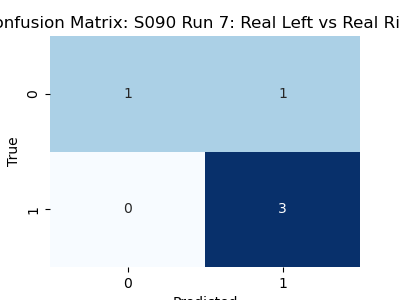 onfusion Matrix: S090 Run 7: Real Left vs Real Ri
0 1 1
True
1 0 3
0 1
Predicted